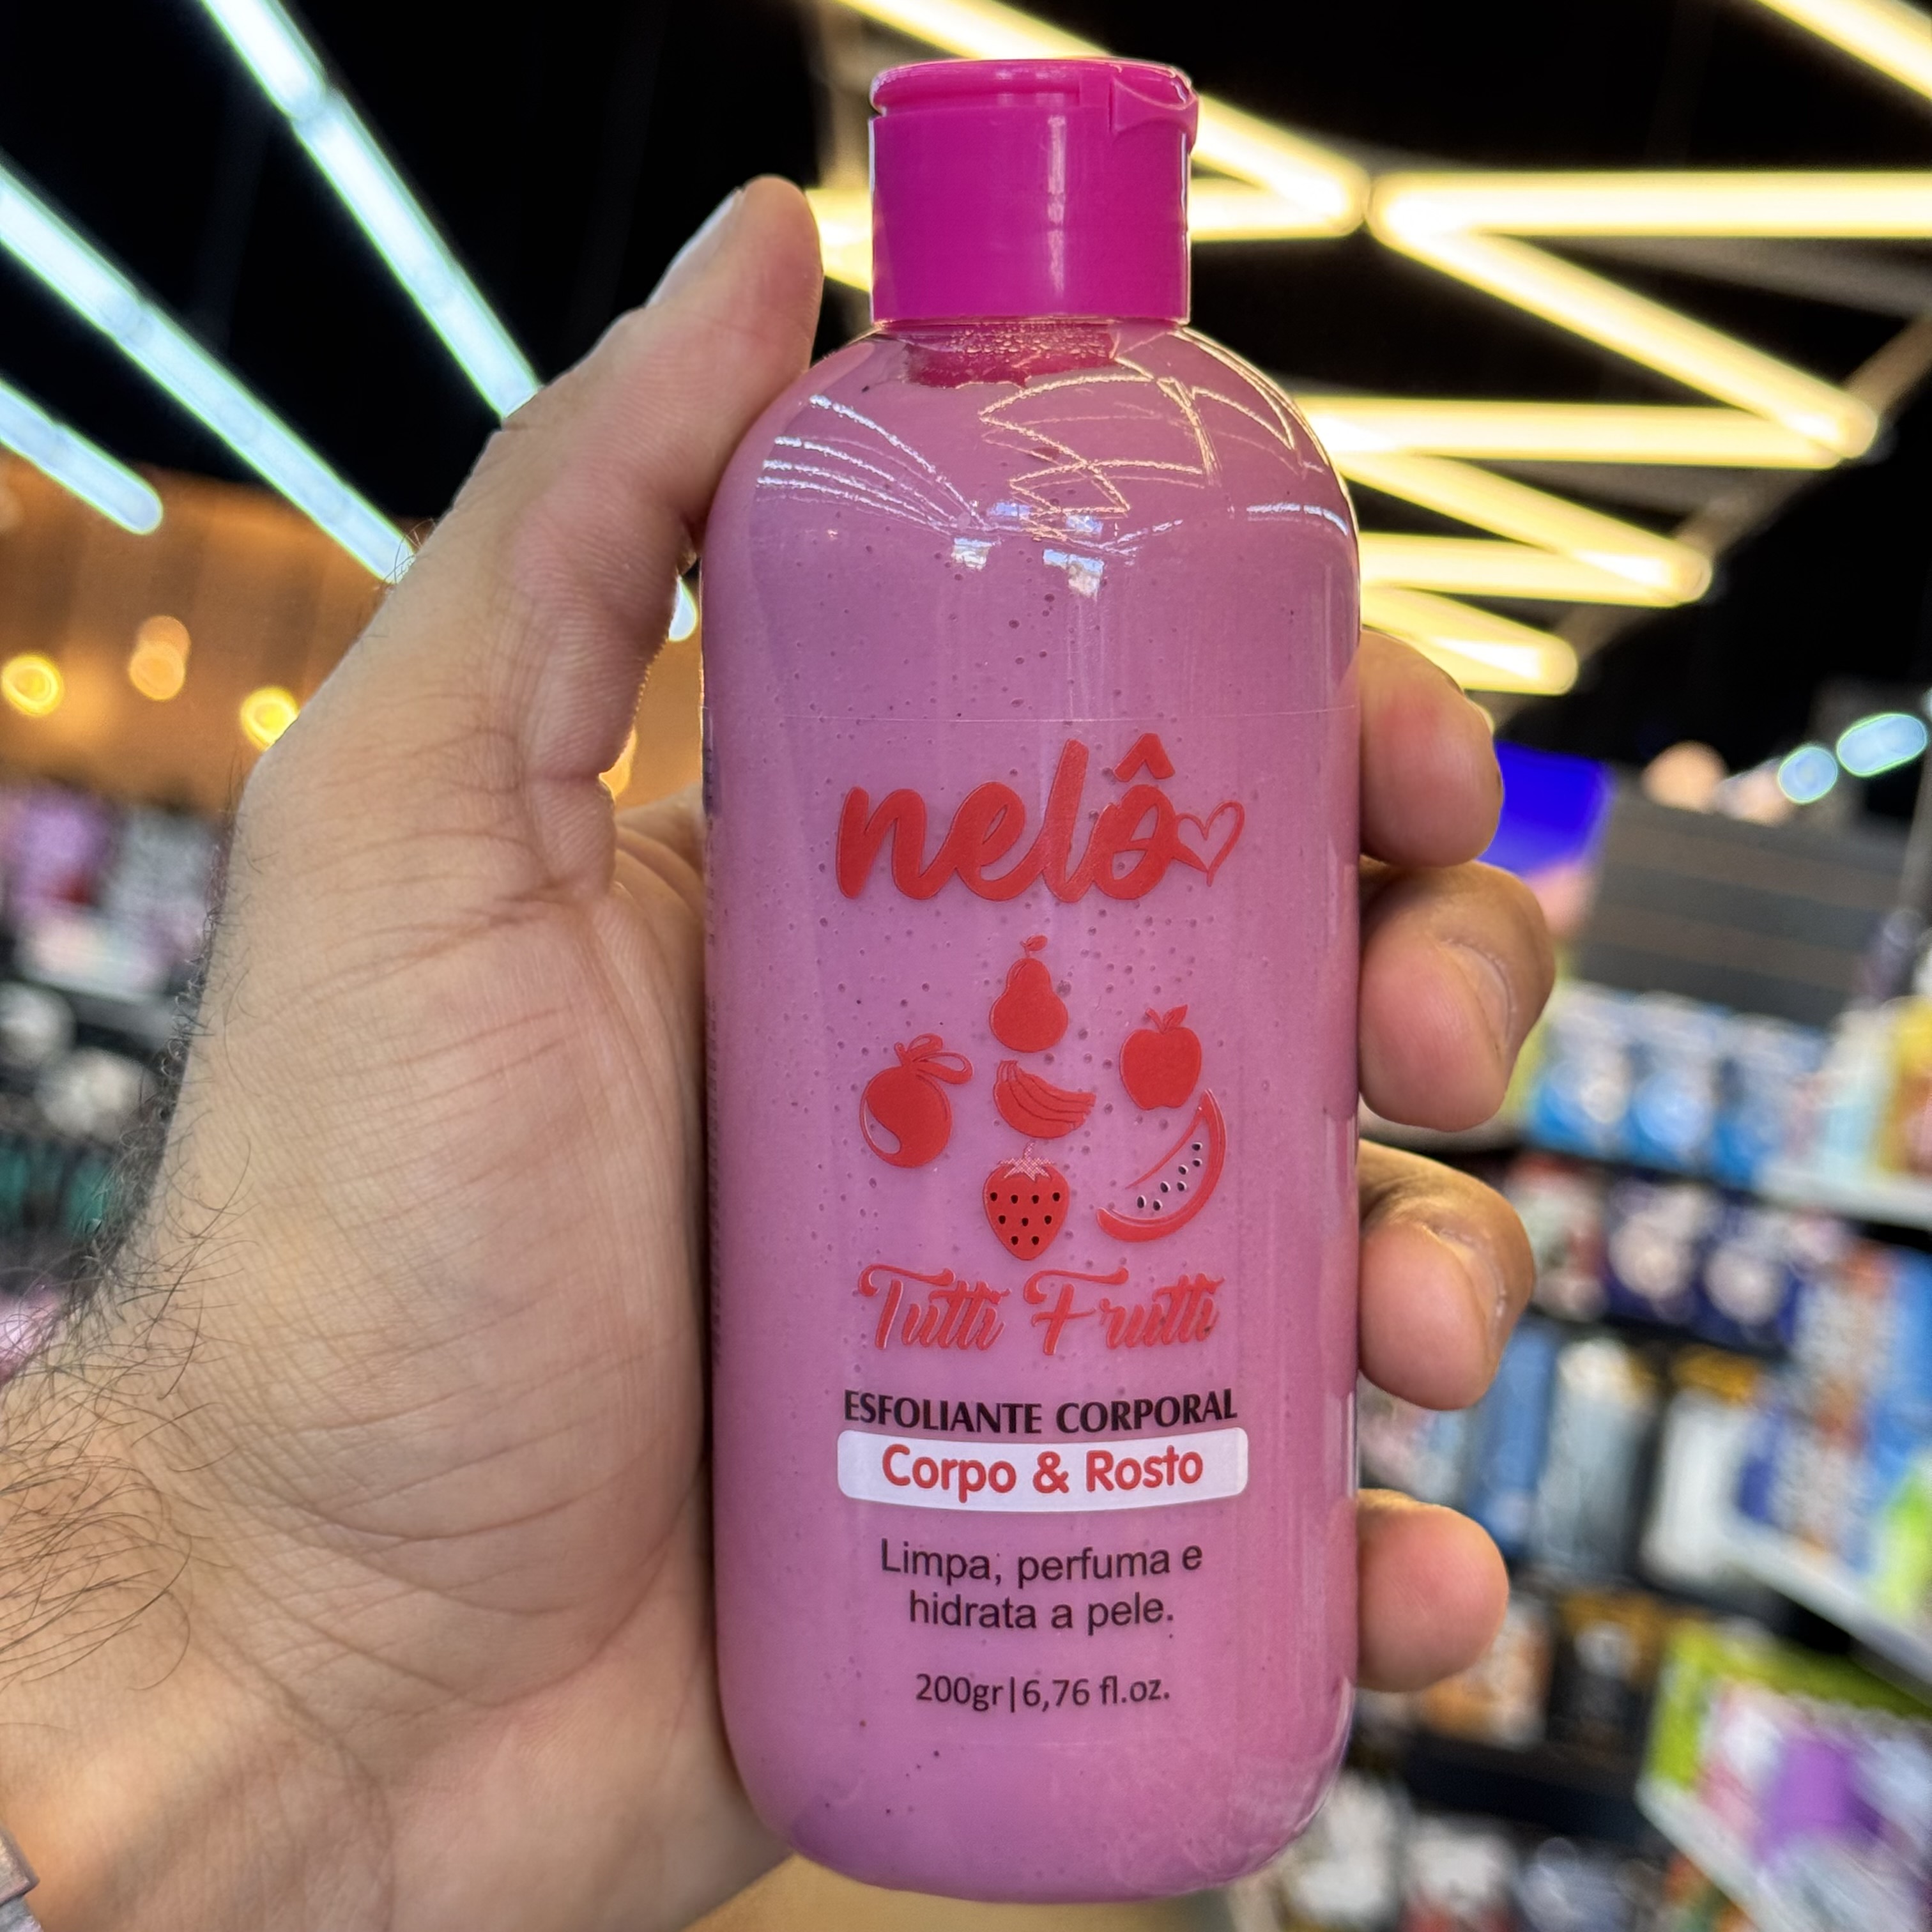 nelô
Tutti Frutti
ESFOLIANTE CORPORAL
Corpo & Rosto
Limpa, perfuma e
hidrata a pele.
200gr|6,76 fl.oz.